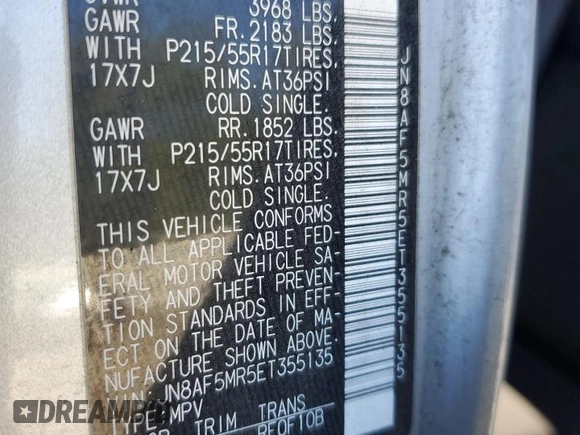 GVWR 3968 LBS.
GAWR FR. 2183 LBS.
WITH P215/55R17TIRES.
17X7J RIMS. AT36PSI
COLD SINGLE.
GAWR RR. 1852 LBS.
WITH P215/55R17TIRES.
17X7J RIMS. AT36PSI
COLD SINGLE.
THIS VEHICLE CONFORMS
TO ALL APPLICABLE FED-
ERAL MOTOR VEHICLE SA-
FETY AND THEFT PREVEN-
TION STANDARDS IN EFF-
ECT ON THE DATE OF MA-
NUFACTURE SHOWN ABOVE
JN8AF5MR5ET355135
MPV
TRIM TRANS
RE0F10B
JN8AF5MR5ET355135
DREAMBID